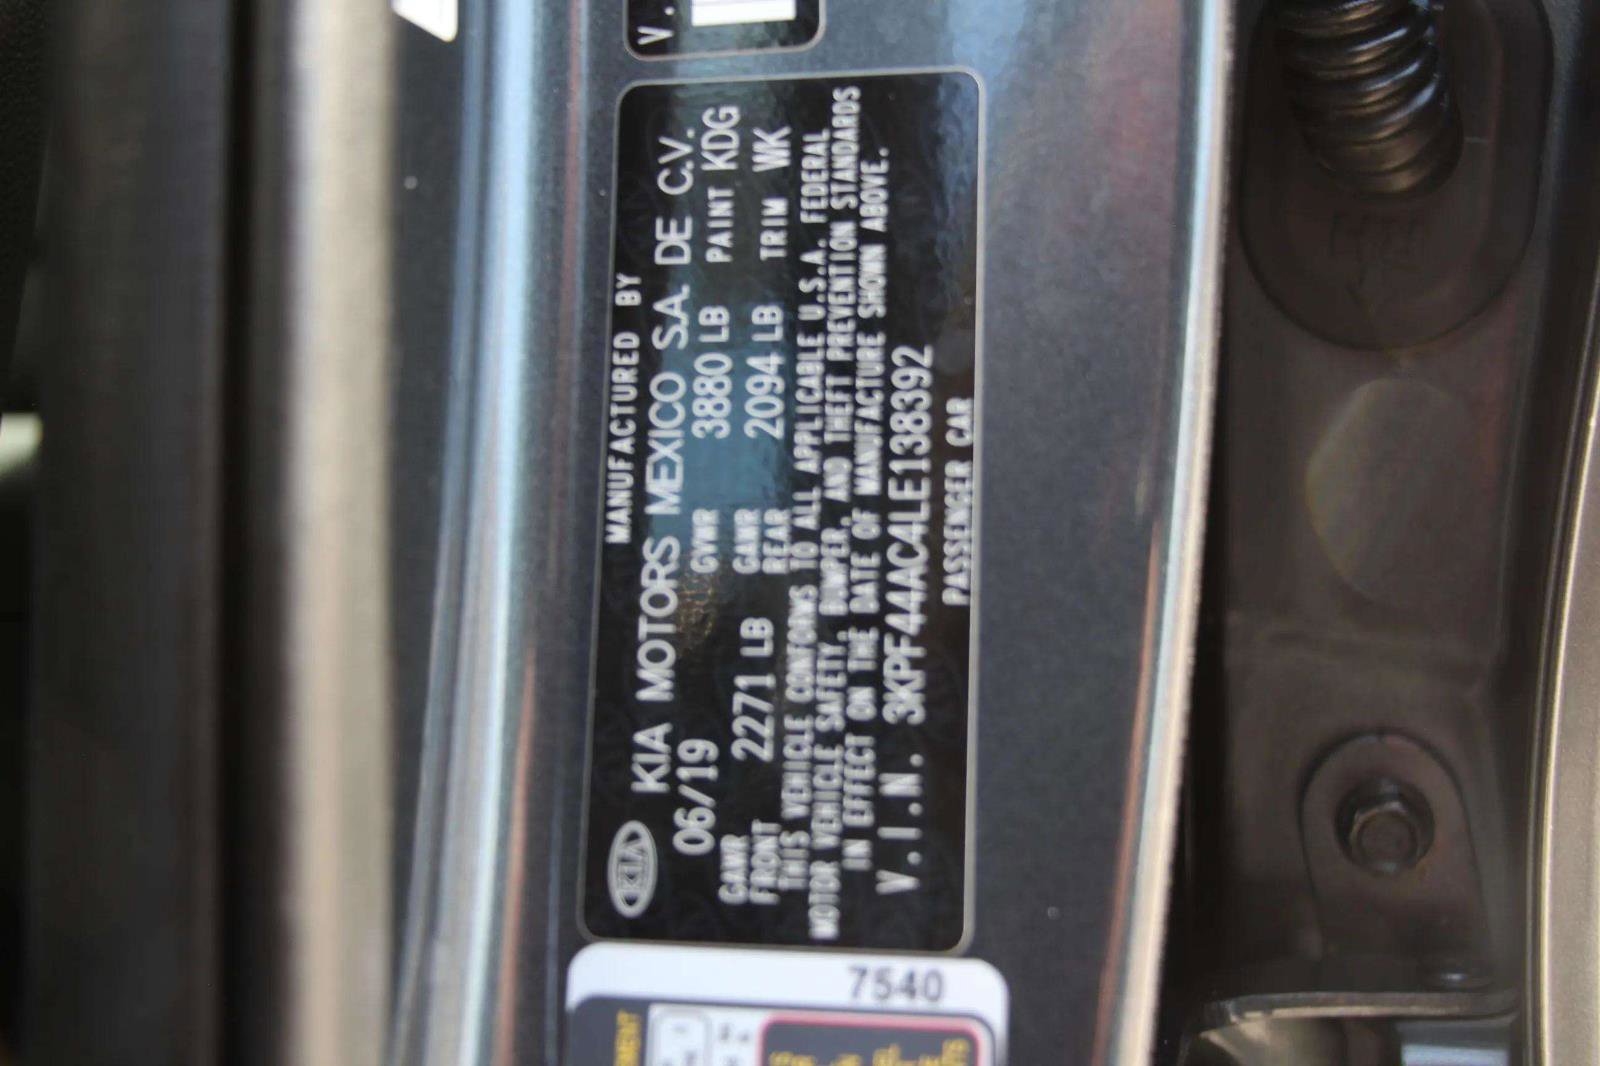 V.
MANUFACTURED BY
KIA
KIA MOTORS MEXICO S.A. DE C.V.
06/19 GVWR 3880 LB PAINT KDG
GAWR FRONT 2271 LB GAWR REAR 2094 LB TRIM WK
THIS VEHICLE CONFORMS TO ALL APPLICABLE U.S.A. FEDERAL
MOTOR VEHICLE SAFETY, BUMPER, AND THEFT PREVENTION STANDARDS
IN EFFECT ON THE DATE OF MANUFACTURE SHOWN ABOVE.
V.I.N. 3KPF44AC4LE138392
PASSENGER CAR
7540